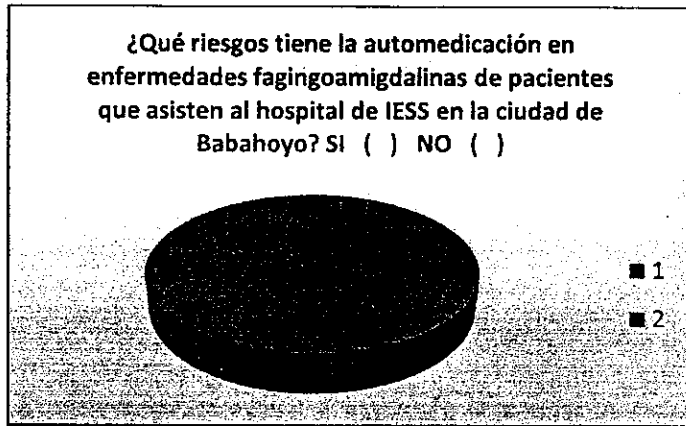 ¿Qué riesgos tiene la automedicación en
enfermedades fagingoamigdalinas de pacientes
que asisten al hospital de IESS en la ciudad de
Babahoyo? SI ( ) NO ( )
1
2